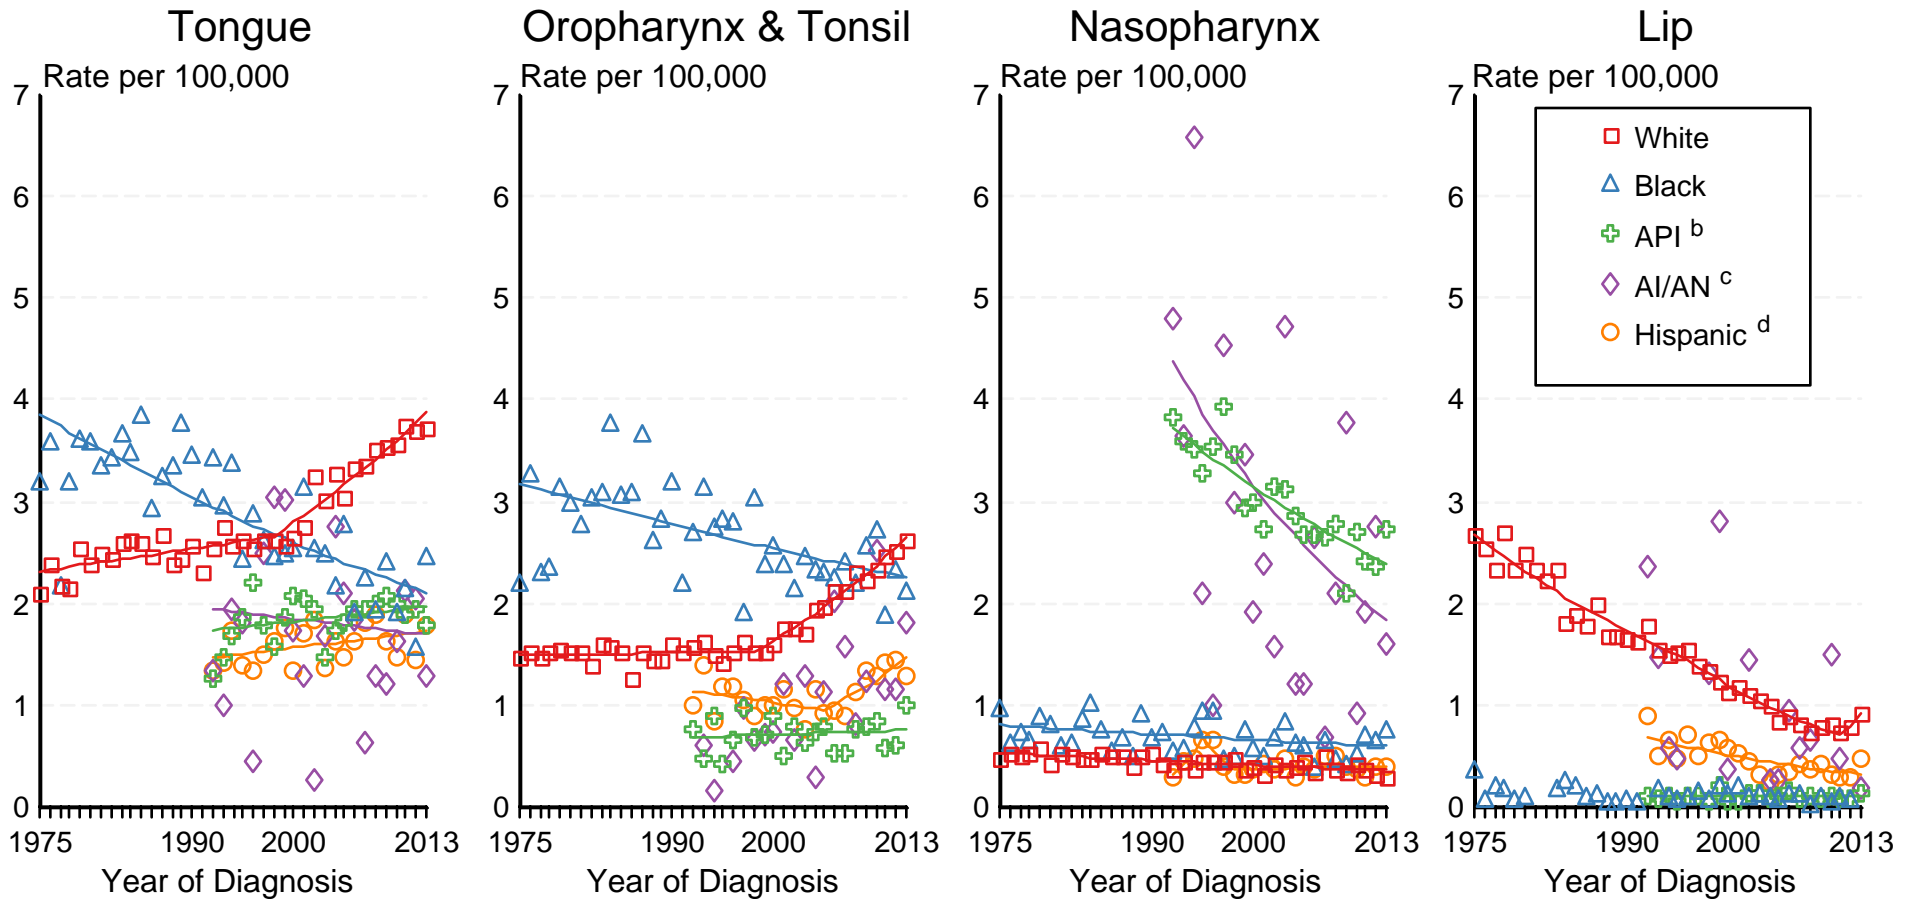 Tongue
Oropharynx & Tonsil
Nasopharynx
Lip
Rate per 100,000
Rate per 100,000
Rate per 100,000
Rate per 100,000
7 7 7 7
White
Black
6 6 6 6
API b
AI/AN c
5 5 5 5
Hispanic d
4 4 4 4
3 3 3 3
2 2 2 2
1 1 1 1
0 0 0 0
1975 1990 2000 2013
1975 1990 2000 2013
1975 1990 2000 2013
1975 1990 2000 2013
Year of Diagnosis
Year of Diagnosis
Year of Diagnosis
Year of Diagnosis